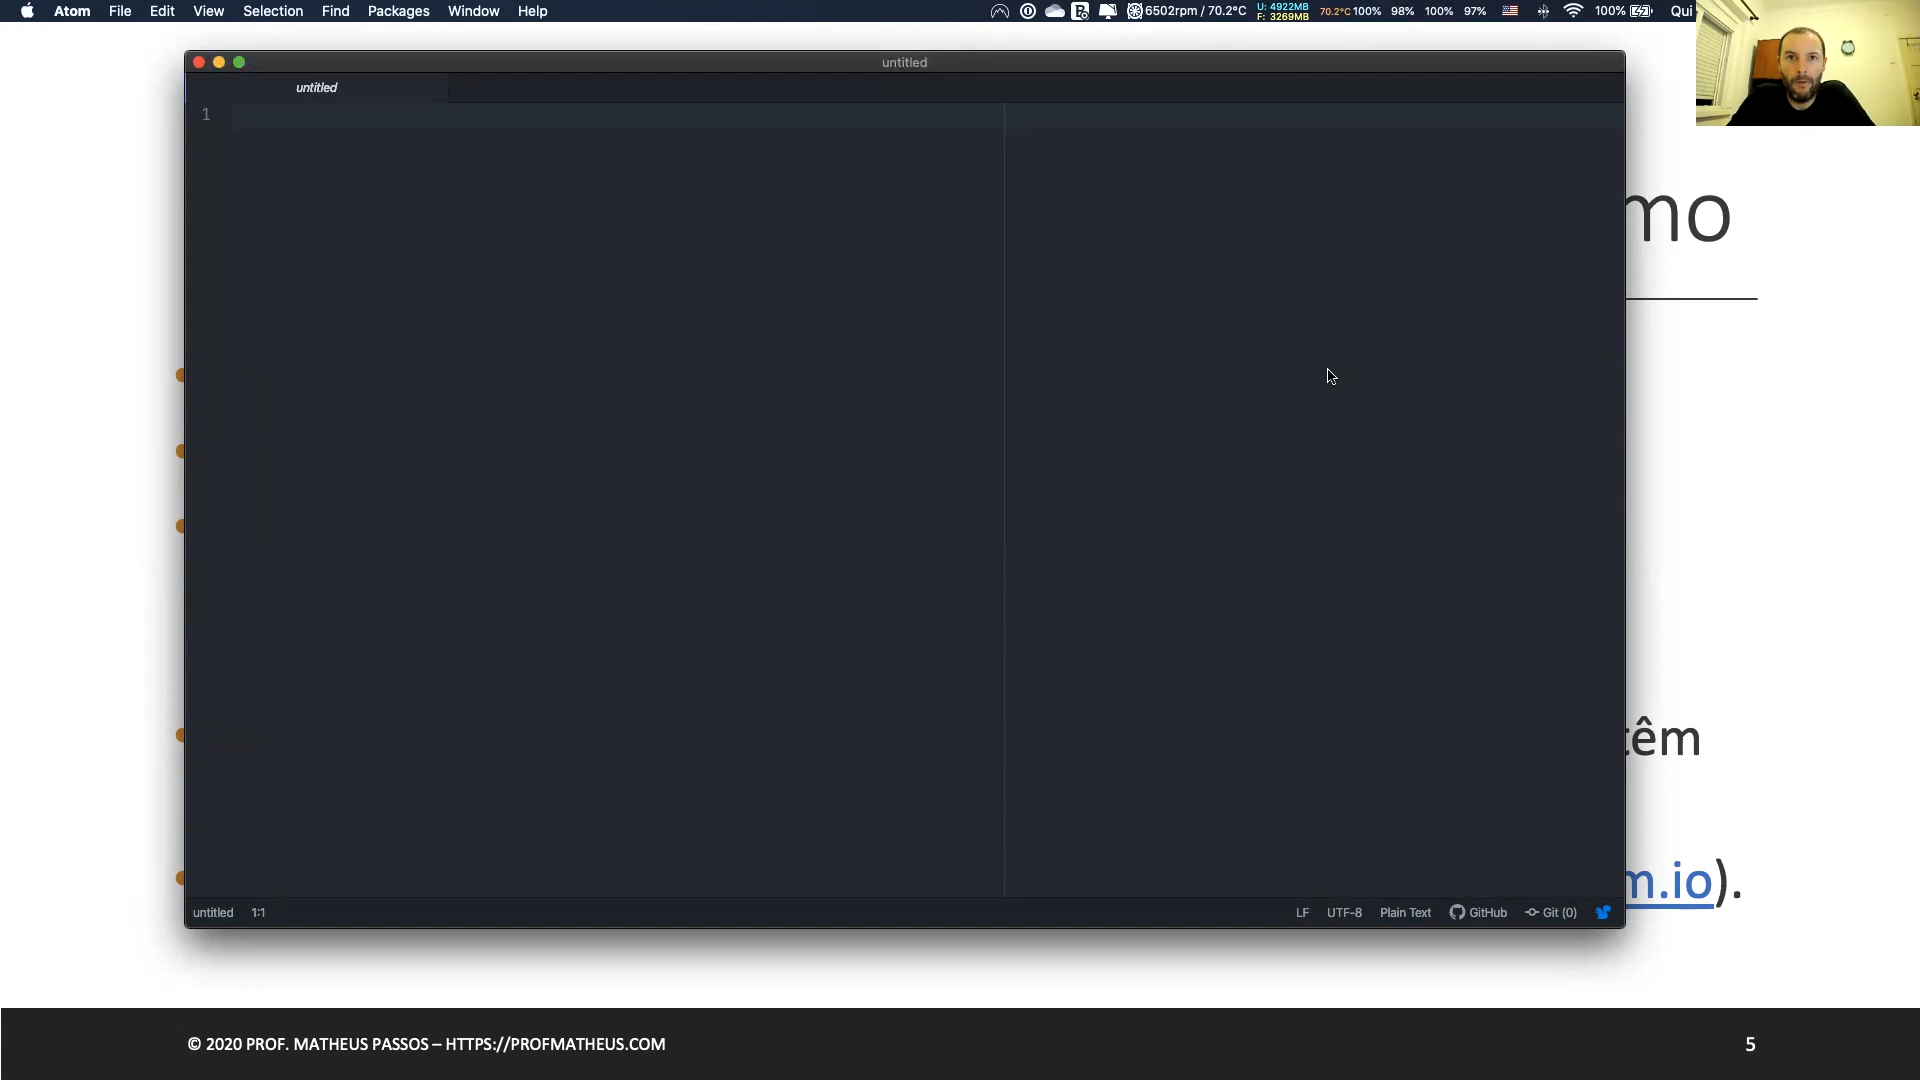 Atom File Edit View Selection Find Packages Window Help 6502rpm / 70.2°C U: 4922MB F: 3269MB 70.2°C 100% 98% 100% 97% 100% Qui
untitled
untitled
1
mo
têm
m.io).
untitled 1:1 LF UTF-8 Plain Text GitHub Git (0)
© 2020 PROF. MATHEUS PASSOS – HTTPS://PROFMATHEUS.COM 5